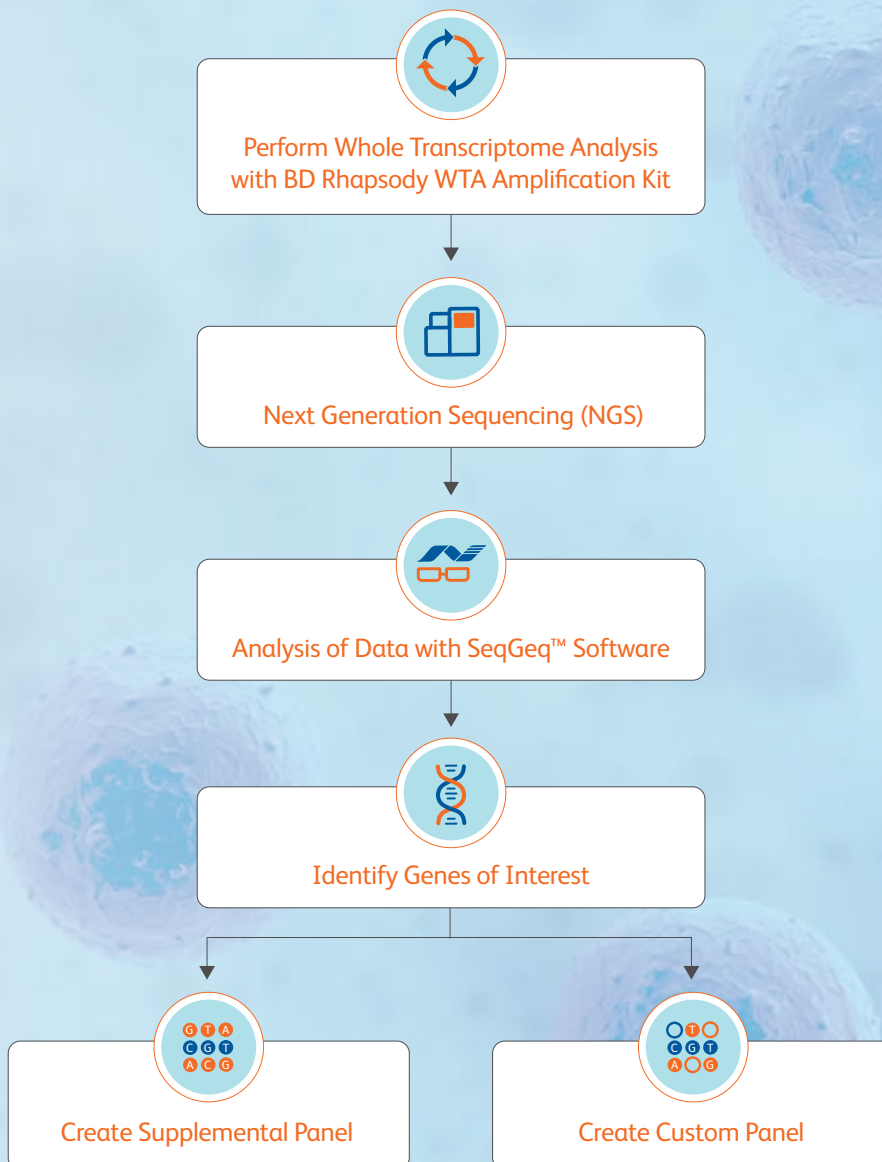 Perform Whole Transcriptome Analysis
with BD Rhapsody WTA Amplification Kit
Next Generation Sequencing (NGS)
Analysis of Data with SeqGeq™ Software
Identify Genes of Interest
G T A
C G T
A C G
Create Supplemental Panel
T
C G T
A G
Create Custom Panel